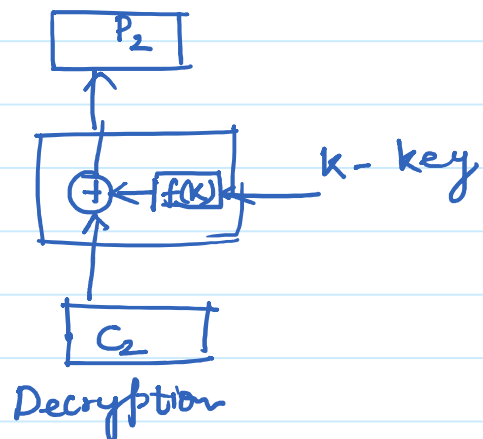 P₂
+
f(K)
K - key
C₂
Decryption